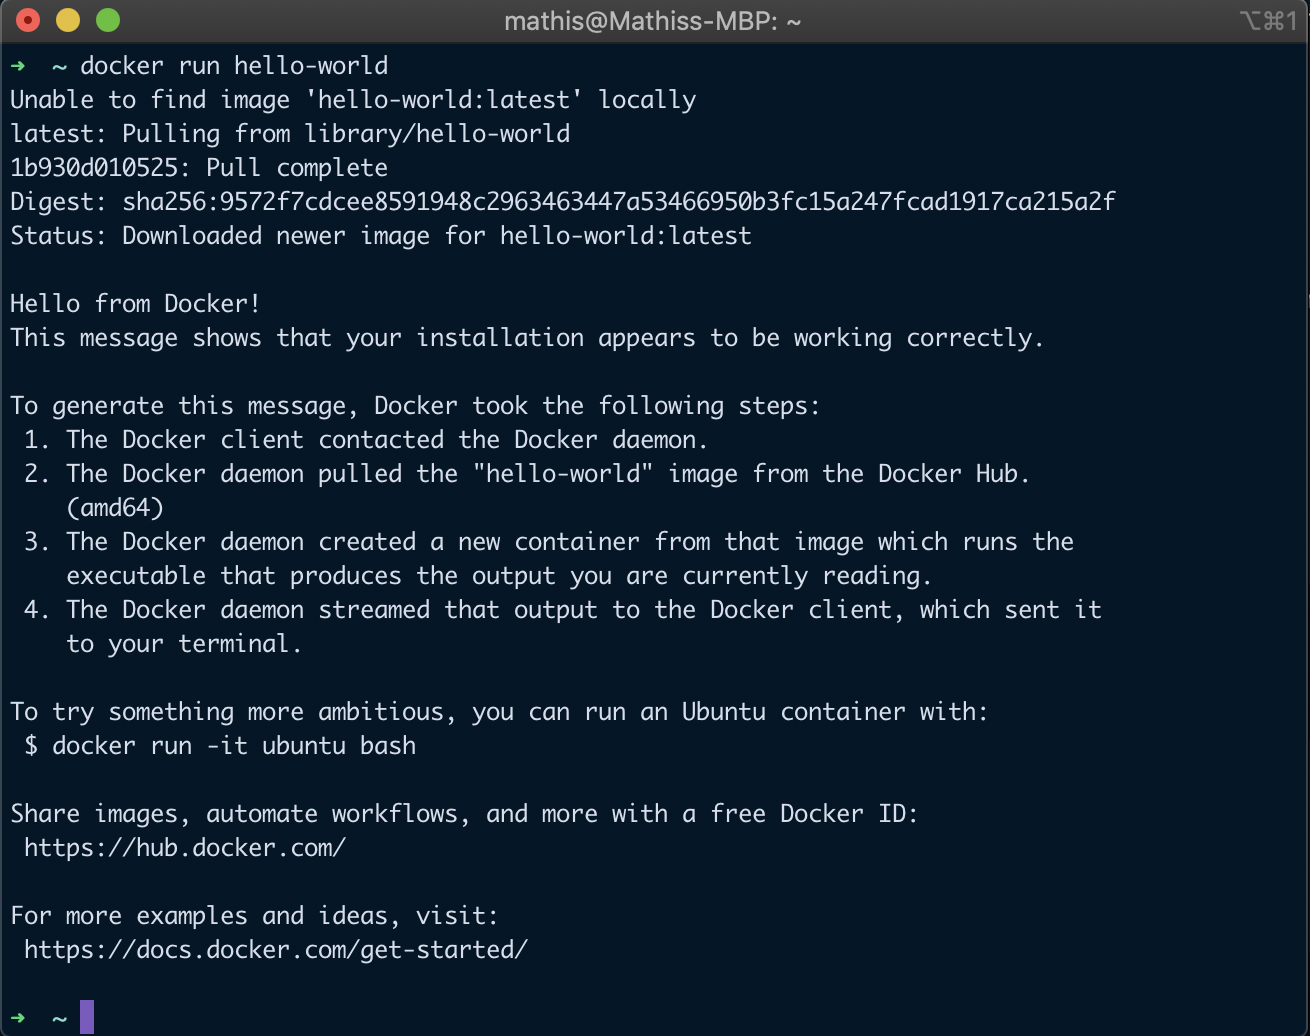 mathis@Mathiss-MBP: ~
⌥⌘1
➜ ~ docker run hello-world
Unable to find image 'hello-world:latest' locally
latest: Pulling from library/hello-world
1b930d010525: Pull complete
Digest: sha256:9572f7cdcee8591948c2963463447a53466950b3fc15a247fcad1917ca215a2f
Status: Downloaded newer image for hello-world:latest
Hello from Docker!
This message shows that your installation appears to be working correctly.
To generate this message, Docker took the following steps:
1. The Docker client contacted the Docker daemon.
2. The Docker daemon pulled the "hello-world" image from the Docker Hub.
(amd64)
3. The Docker daemon created a new container from that image which runs the
executable that produces the output you are currently reading.
4. The Docker daemon streamed that output to the Docker client, which sent it
to your terminal.
To try something more ambitious, you can run an Ubuntu container with:
$ docker run -it ubuntu bash
Share images, automate workflows, and more with a free Docker ID:
https://hub.docker.com/
For more examples and ideas, visit:
https://docs.docker.com/get-started/
➜ ~